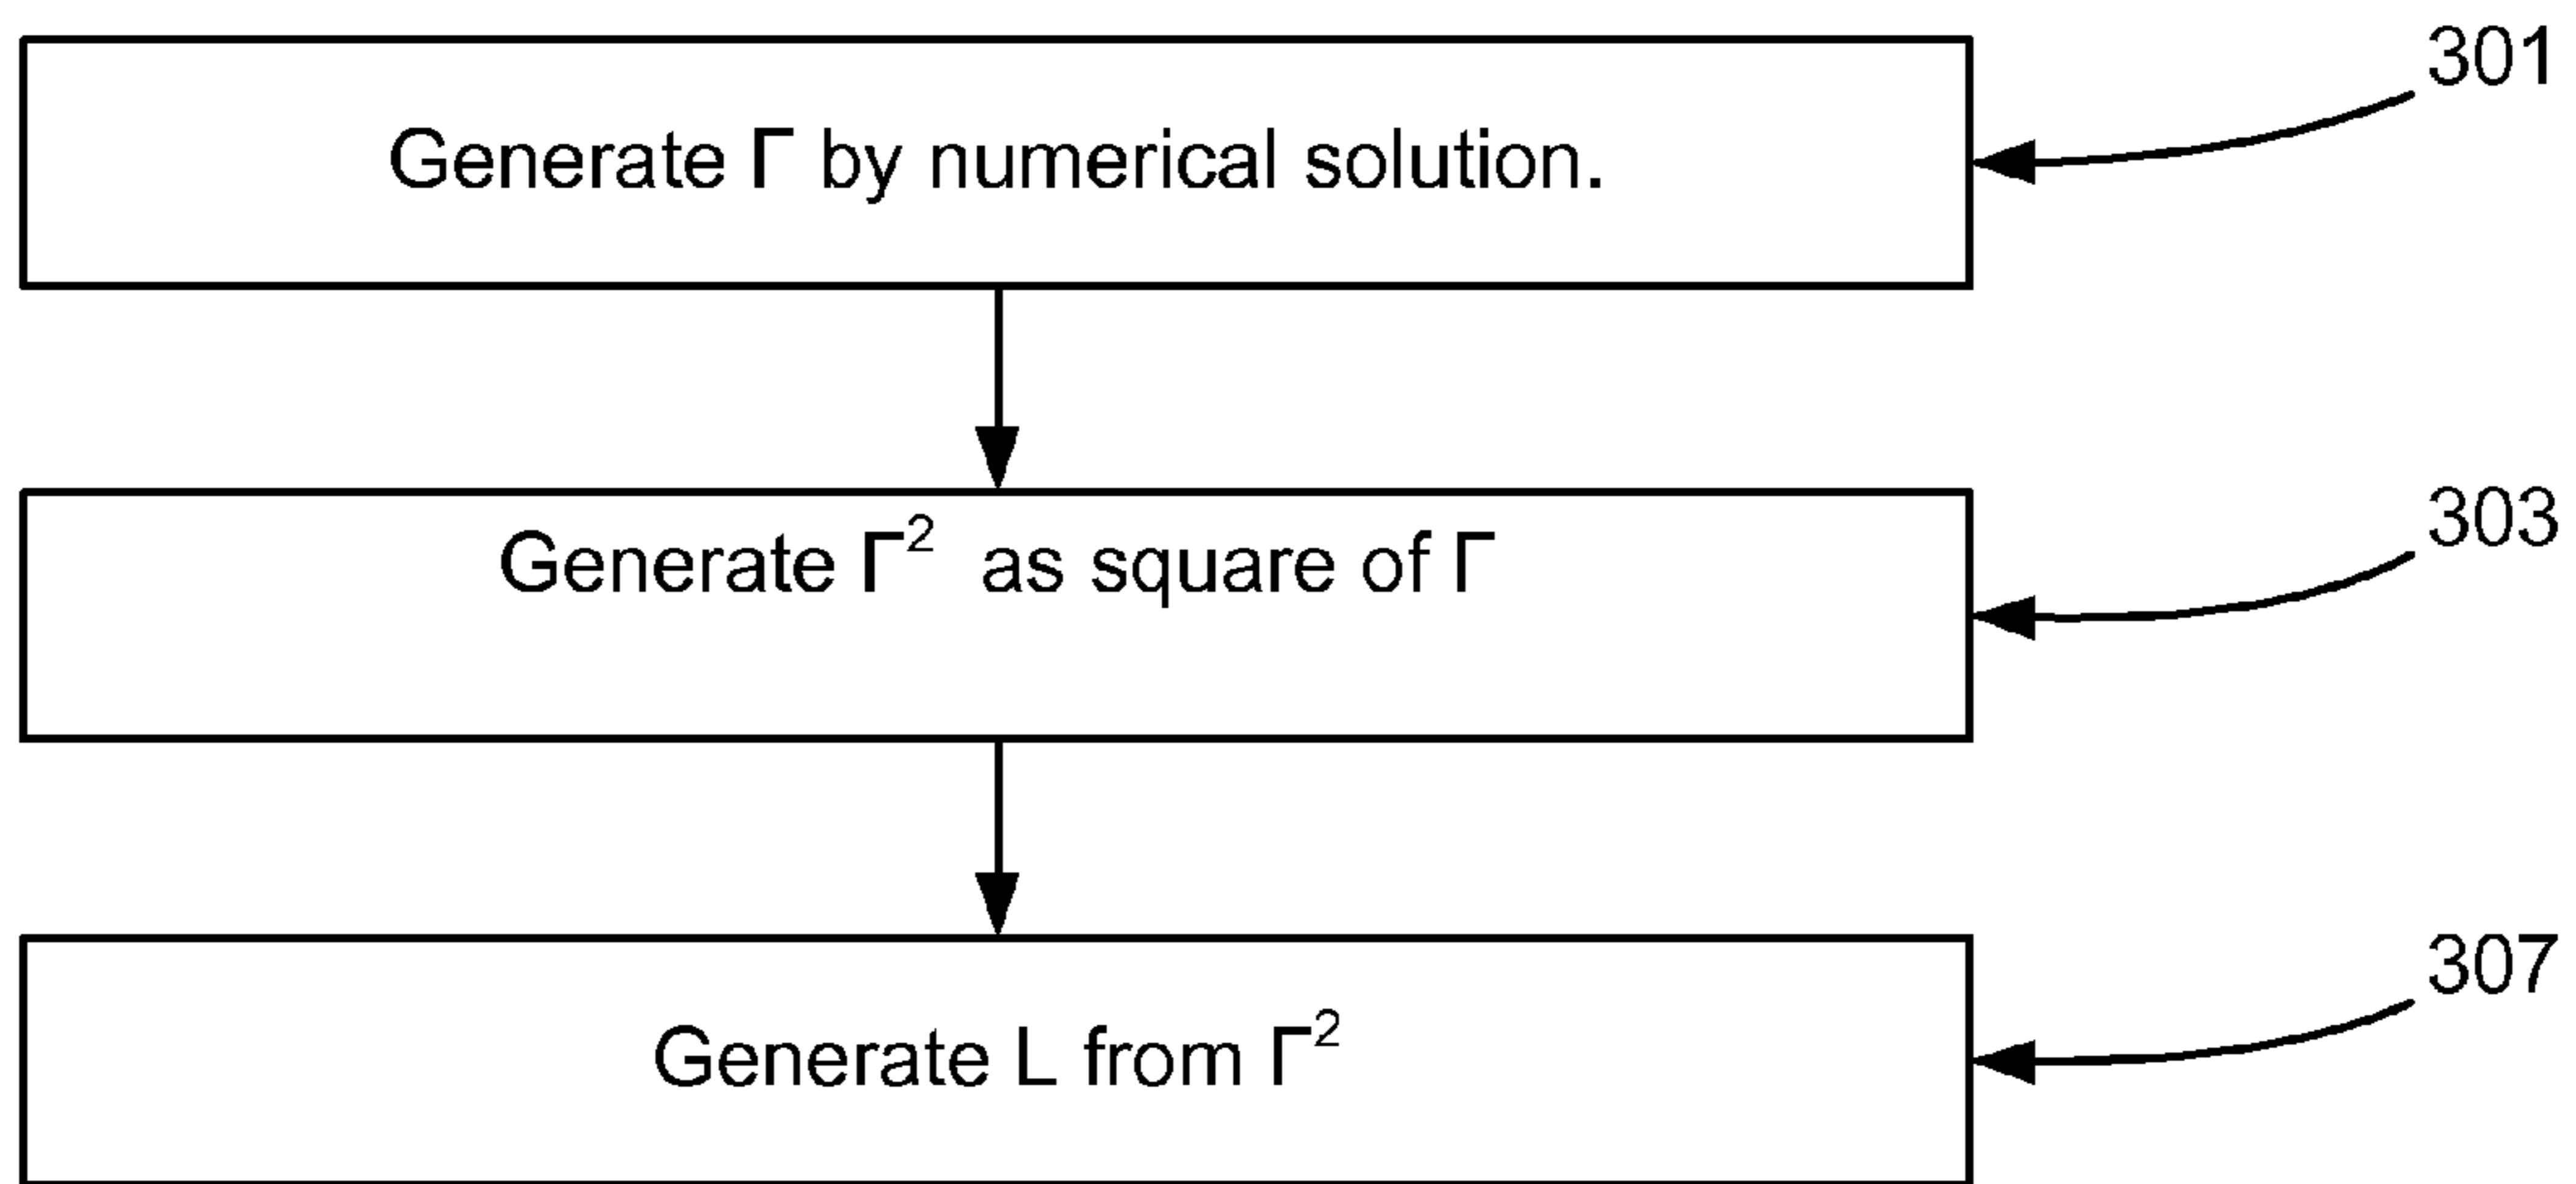 301
Generate Γ by numerical solution.
303
Generate Γ² as square of Γ
307
Generate L from Γ²